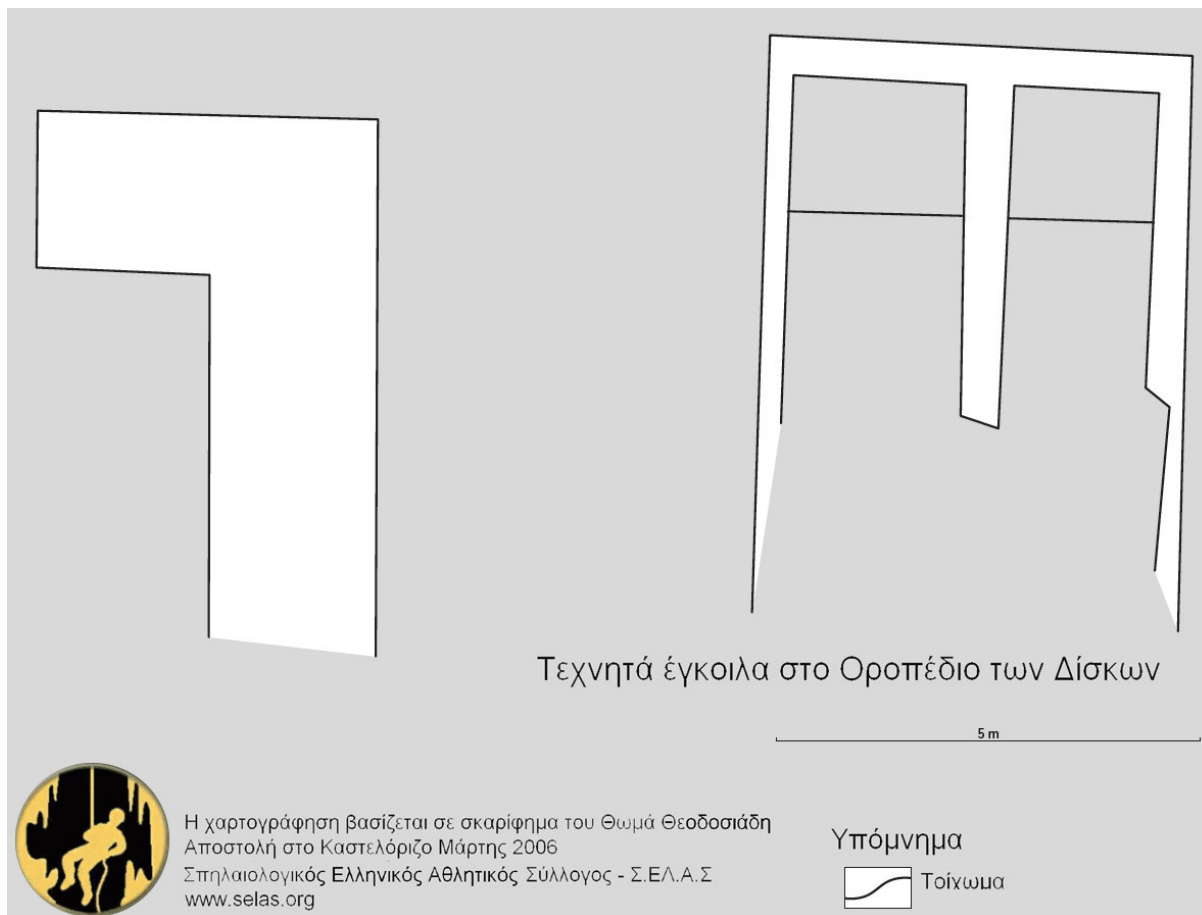 Τεχνητά έγκοιλα στο Οροπέδιο των Δίσκων
5 m
Η χαρτογράφηση βασίζεται σε σκαρίφημα του Θωμά Θεοδοσιάδη
Αποστολή στο Καστελόριζο Μάρτης 2006
Σπηλαιολογικός Ελληνικός Αθλητικός Σύλλογος - Σ.ΕΛ.Α.Σ
www.selas.org
Υπόμνημα
Τοίχωμα